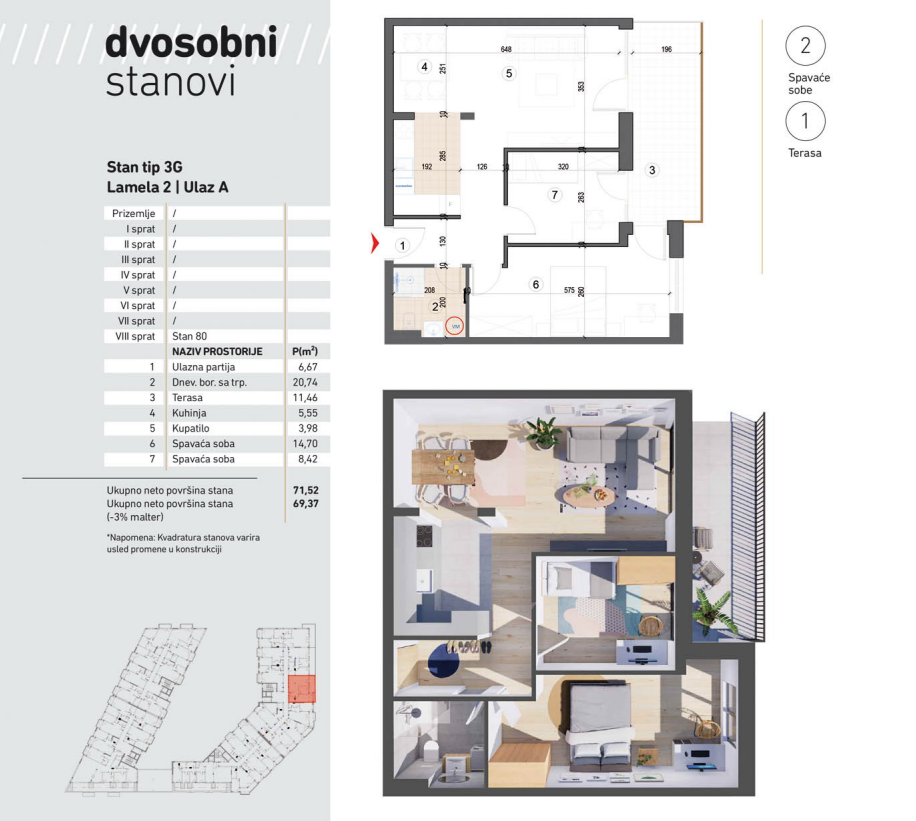 dvosobni
stanovi
Stan tip 3G
Lamela 2 | Ulaz A
Prizemlje /
I sprat /
II sprat /
III sprat /
IV sprat /
V sprat /
VI sprat /
VII sprat /
VIII sprat Stan 80
NAZIV PROSTORIJE P(m²)
1 Ulazna partija 6,67
2 Dnev. bor. sa trp. 20,74
3 Terasa 11,46
4 Kuhinja 5,55
5 Kupatilo 3,98
6 Spavaća soba 14,70
7 Spavaća soba 8,42
Ukupno neto površina stana 71,52
Ukupno neto površina stana 69,37
(-3% malter)
*Napomena: Kvadratura stanova varira
usled promene u konstrukciji
648
196
4
251
5
353
10
285
192
126
320
3
7
263
10
130
1
10
6
208
575
260
2
200
VM
2
Spavaće
sobe
1
Terasa